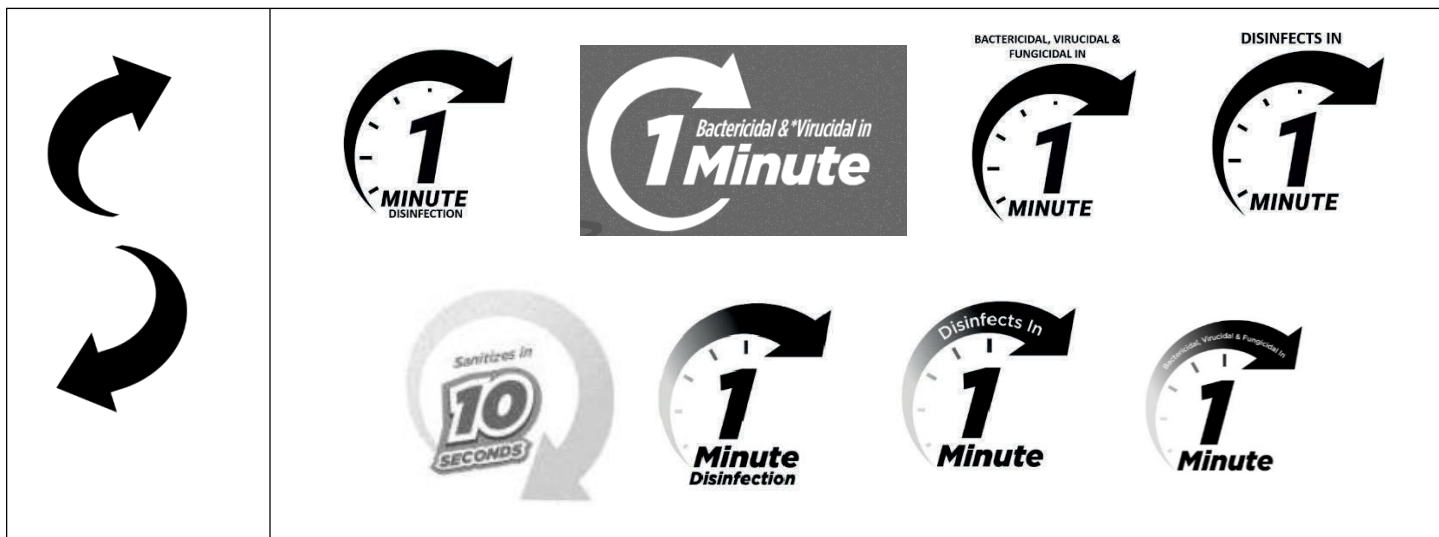 1
MINUTE
DISINFECTION
1
Bactericidal & *Virucidal in
Minute
BACTERICIDAL, VIRUCIDAL &
FUNGICIDAL IN
1
MINUTE
DISINFECTS IN
1
MINUTE
Sanitizes in
10
SECONDS
1
Minute
Disinfection
Disinfects In
1
Minute
Bactericidal, Virucidal & Fungicidal In
1
Minute